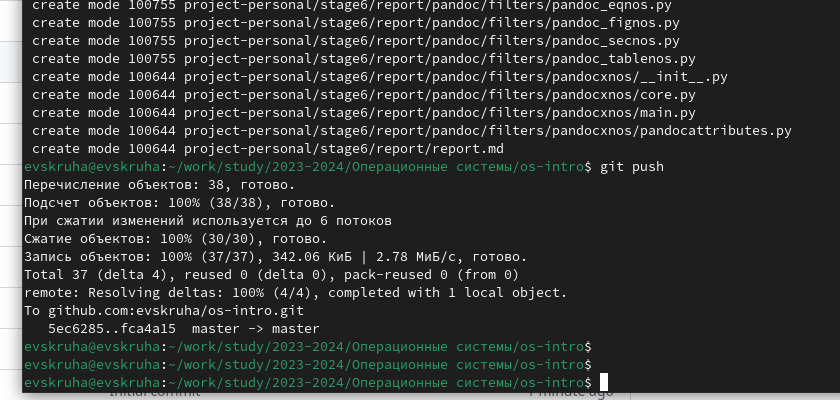 create mode 100755 project-personal/stage6/report/pandoc/filters/pandoc_eqnos.py
create mode 100755 project-personal/stage6/report/pandoc/filters/pandoc_fignos.py
create mode 100755 project-personal/stage6/report/pandoc/filters/pandoc_secnos.py
create mode 100755 project-personal/stage6/report/pandoc/filters/pandoc_tablenos.py
create mode 100644 project-personal/stage6/report/pandoc/filters/pandocxnos/__init__.py
create mode 100644 project-personal/stage6/report/pandoc/filters/pandocxnos/core.py
create mode 100644 project-personal/stage6/report/pandoc/filters/pandocxnos/main.py
create mode 100644 project-personal/stage6/report/pandoc/filters/pandocxnos/pandocattributes.py
create mode 100644 project-personal/stage6/report/report.md
evskruha@evskruha:~/work/study/2023-2024/Операционные системы/os-intro$ git push
Перечисление объектов: 38, готово.
Подсчет объектов: 100% (38/38), готово.
При сжатии изменений используется до 6 потоков
Сжатие объектов: 100% (30/30), готово.
Запись объектов: 100% (37/37), 342.06 КиБ | 2.78 МиБ/с, готово.
Total 37 (delta 4), reused 0 (delta 0), pack-reused 0 (from 0)
remote: Resolving deltas: 100% (4/4), completed with 1 local object.
To github.com:evskruha/os-intro.git
5ec6285..fca4a15  master -> master
evskruha@evskruha:~/work/study/2023-2024/Операционные системы/os-intro$
evskruha@evskruha:~/work/study/2023-2024/Операционные системы/os-intro$
evskruha@evskruha:~/work/study/2023-2024/Операционные системы/os-intro$
Initial commit 1 minute ago